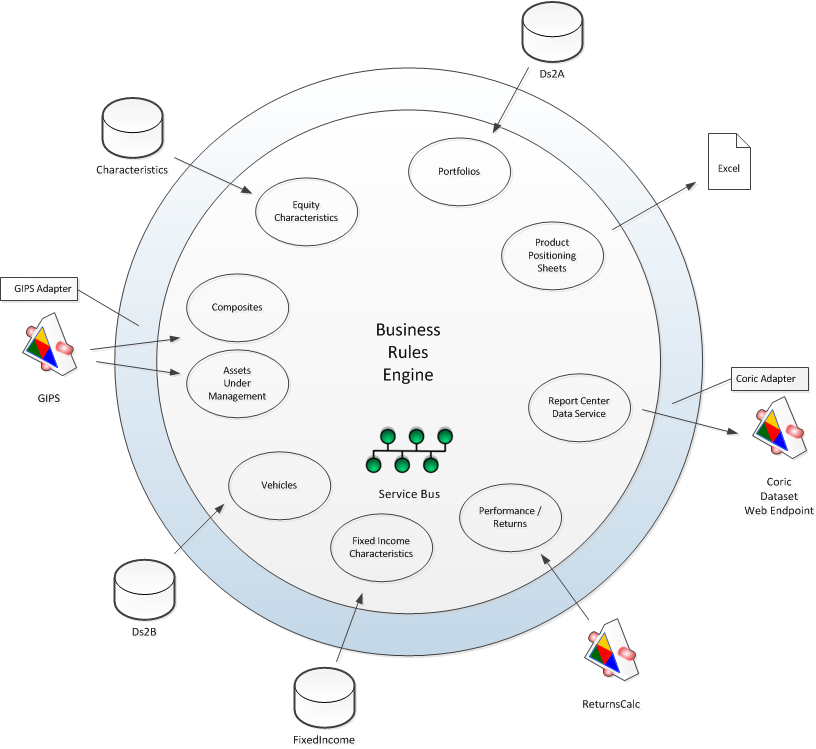 Ds2A
Characteristics
Portfolios
Excel
Equity
Characteristics
Product
Positioning
Sheets
GIPS Adapter
Composites
Business
Rules
Engine
GIPS
Assets
Under
Management
Coric Adapter
Report Center
Data Service
Coric
Dataset
Web Endpoint
Vehicles
Service Bus
Performance /
Returns
Fixed Income
Characteristics
Ds2B
ReturnsCalc
FixedIncome